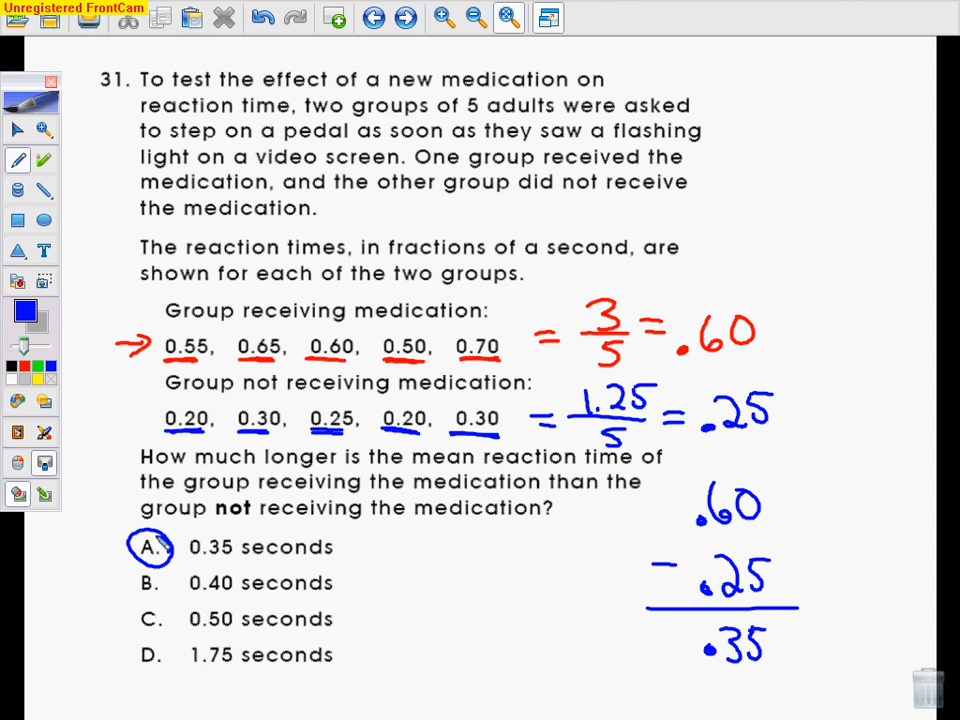 Unregistered FrontCam
31. To test the effect of a new medication on
reaction time, two groups of 5 adults were asked
to step on a pedal as soon as they saw a flashing
light on a video screen. One group received the
medication, and the other group did not receive
the medication.
The reaction times, in fractions of a second, are
shown for each of the two groups.
Group receiving medication:
0.55, 0.65, 0.60, 0.50, 0.70 = 3/5 = .60
Group not receiving medication:
0.20, 0.30, 0.25, 0.20, 0.30 = 1.25/5 = .25
How much longer is the mean reaction time of
the group receiving the medication than the
group not receiving the medication?
A. 0.35 seconds
B. 0.40 seconds
C. 0.50 seconds
D. 1.75 seconds
.60
- .25
.35